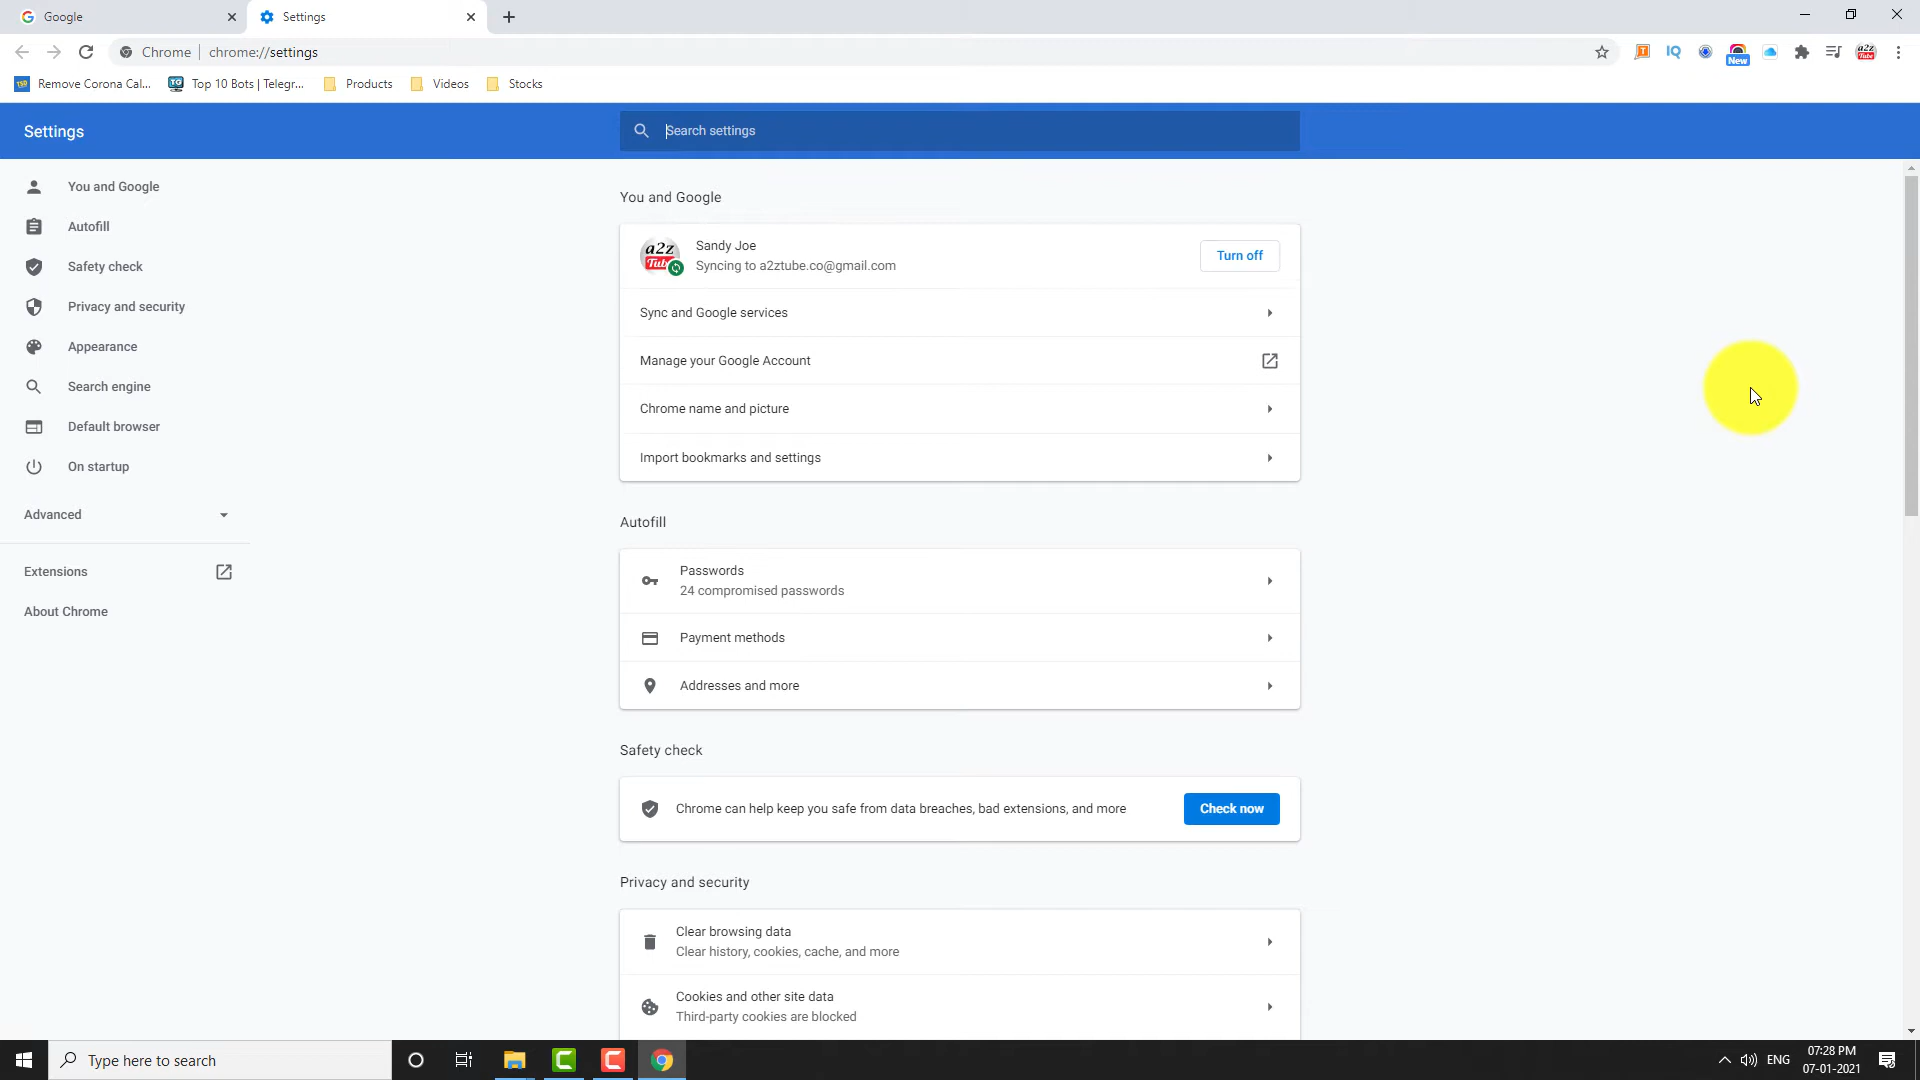 Google
Settings
Chrome
chrome://settings
New
a2z
Tube
Remove Corona Cal...
Top 10 Bots | Telegr...
Products
Videos
Stocks
Settings
Search settings
You and Google
Autofill
Safety check
Privacy and security
Appearance
Search engine
Default browser
On startup
Advanced
Extensions
About Chrome
You and Google
a2z
Tube
Sandy Joe
Syncing to a2ztube.co@gmail.com
Turn off
Sync and Google services
Manage your Google Account
Chrome name and picture
Import bookmarks and settings
Autofill
Passwords
24 compromised passwords
Payment methods
Addresses and more
Safety check
Chrome can help keep you safe from data breaches, bad extensions, and more
Check now
Privacy and security
Clear browsing data
Clear history, cookies, cache, and more
Cookies and other site data
Third-party cookies are blocked
Type here to search
ENG
07:28 PM
07-01-2021